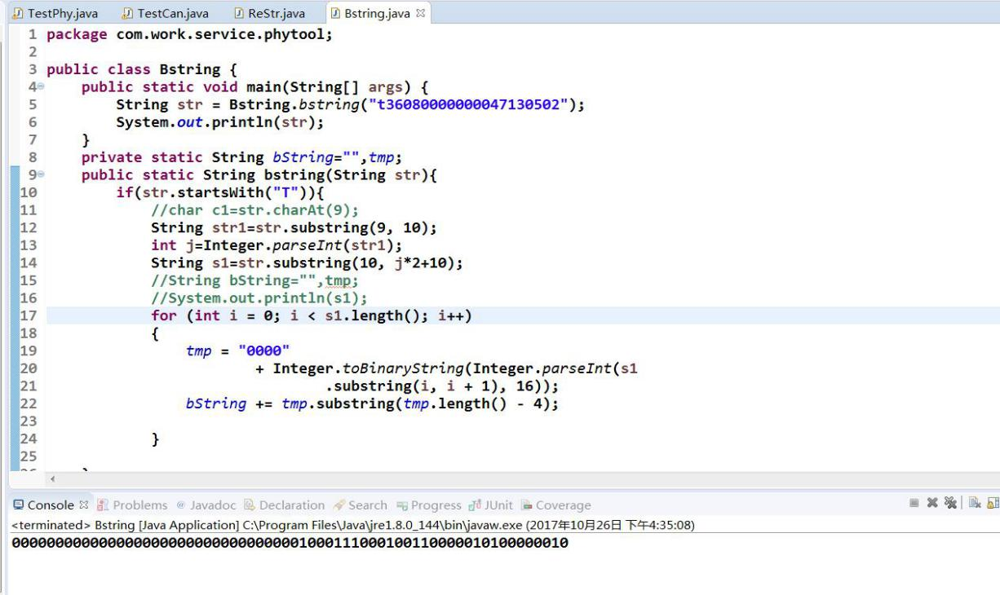 TestPhy.java TestCan.java ReStr.java Bstring.java
1 package com.work.service.phytool;
2
3 public class Bstring {
4 public static void main(String[] args) {
5 String str = Bstring.bstring("t36080000000047130502");
6 System.out.println(str);
7 }
8 private static String bString="",tmp;
9 public static String bstring(String str){
10 if(str.startsWith("T")){
11 //char c1=str.charAt(9);
12 String str1=str.substring(9, 10);
13 int j=Integer.parseInt(str1);
14 String s1=str.substring(10, j*2+10);
15 //String bString="",tmp;
16 //System.out.println(s1);
17 for (int i = 0; i < s1.length(); i++)
18 {
19 tmp = "0000"
20 + Integer.toBinaryString(Integer.parseInt(s1
21 .substring(i, i + 1), 16));
22 bString += tmp.substring(tmp.length() - 4);
23
24 }
25
Console Problems @ Javadoc Declaration Search Progress JUnit Coverage
<terminated> Bstring [Java Application] C:\Program Files\Java\jre1.8.0_144\bin\javaw.exe (2017年10月26日 下午4:35:08)
0000000000000000000000000000000001000111000100110000010100000010